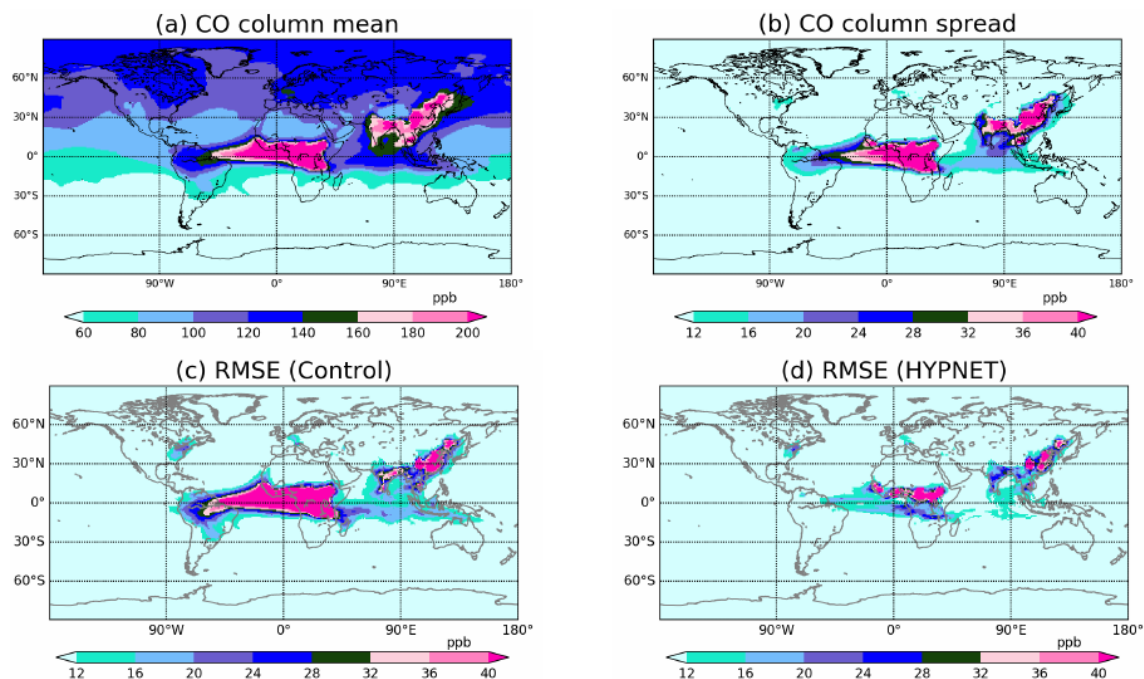 (a) CO column mean
(b) CO column spread
60°N
30°N
0°
30°S
60°S
90°W 0° 90°E 180°
60°N
30°N
0°
30°S
60°S
90°W 0° 90°E 180°
ppb
60 80 100 120 140 160 180 200
ppb
12 16 20 24 28 32 36 40
(c) RMSE (Control)
(d) RMSE (HYPNET)
60°N
30°N
0°
30°S
60°S
90°W 0° 90°E 180°
60°N
30°N
0°
30°S
60°S
90°W 0° 90°E 180°
ppb
12 16 20 24 28 32 36 40
ppb
12 16 20 24 28 32 36 40